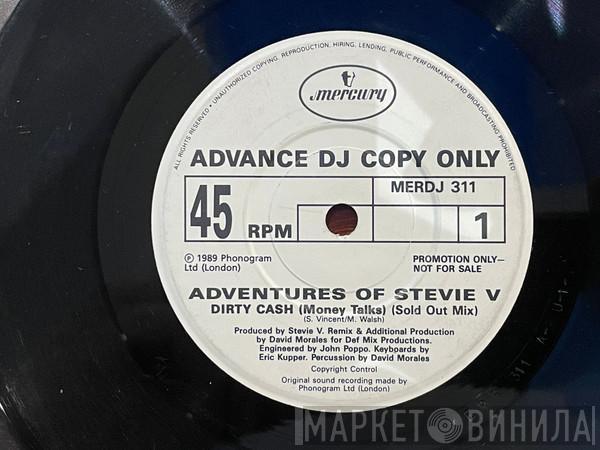 ALL RIGHTS RESERVED • UNAUTHORIZED COPYING, REPRODUCTION, HIRING, LENDING, PUBLIC PERFORMANCE AND BROADCASTING PROHIBITED
mercury
ADVANCE DJ COPY ONLY
45 RPM
MERDJ 311
1
℗ 1989 Phonogram
Ltd (London)
PROMOTION ONLY—
NOT FOR SALE
ADVENTURES OF STEVIE V
DIRTY CASH (Money Talks) (Sold Out Mix)
(S. Vincent/M. Walsh)
Produced by Stevie V. Remix & Additional Production
by David Morales for Def Mix Productions.
Engineered by John Poppo. Keyboards by
Eric Kupper. Percussion by David Morales
Copyright Control
Original sound recording made by
Phonogram Ltd (London)
311 A- U-1-
МАРКЕТ ВИНИЛА